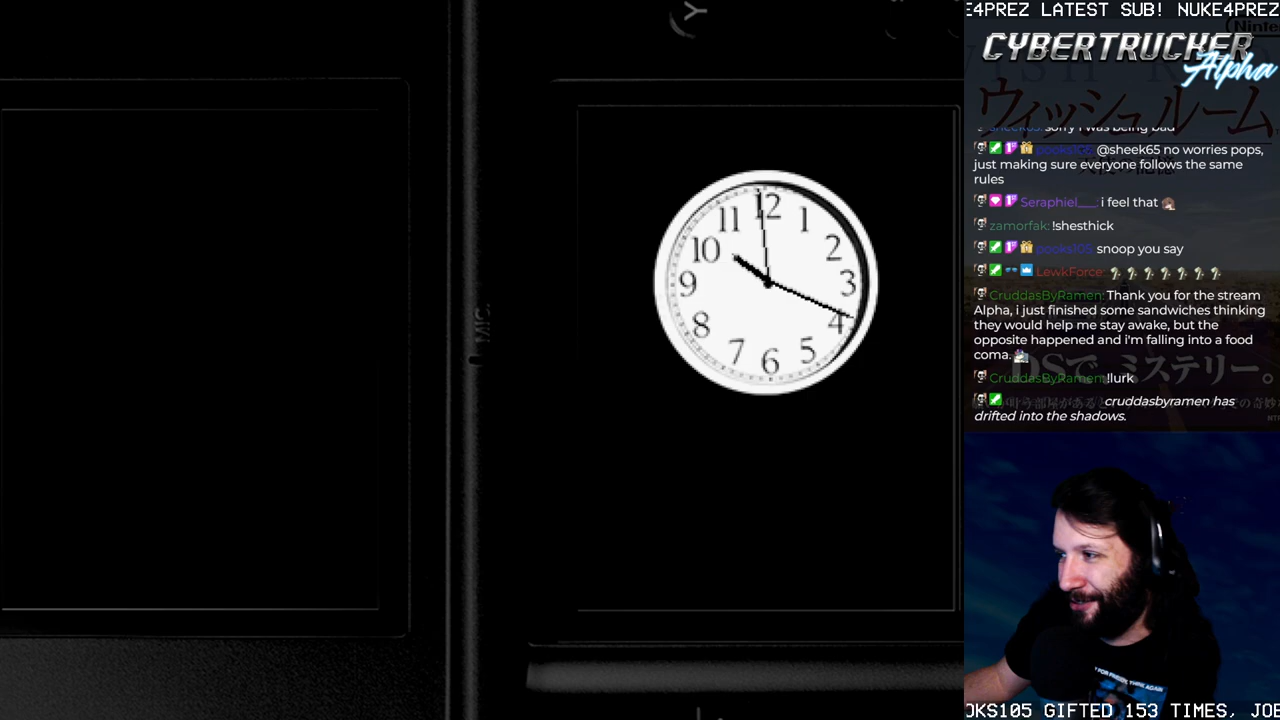 E4PREZ LATEST SUB! NUKE4PREZ
CYBERTRUCKER
Alpha
ウィッシュルーム
sheek65: sorry i was being bad
pooks105: @sheek65 no worries pops,
just making sure everyone follows the same
rules
Seraphiel___: i feel that
zamorfak: !shesthick
pooks105: snoop you say
LewkForce:
CruddasByRamen: Thank you for the stream
Alpha, i just finished some sandwiches thinking
they would help me stay awake, but the
opposite happened and i'm falling into a food
coma.
CruddasByRamen: !lurk
cruddasbyramen has
drifted into the shadows.
DSで、ミステリー。
Y
MIC.
12
11 1
10 2
9 3
8 4
7 5
6
OKS105 GIFTED 153 TIMES, JOE